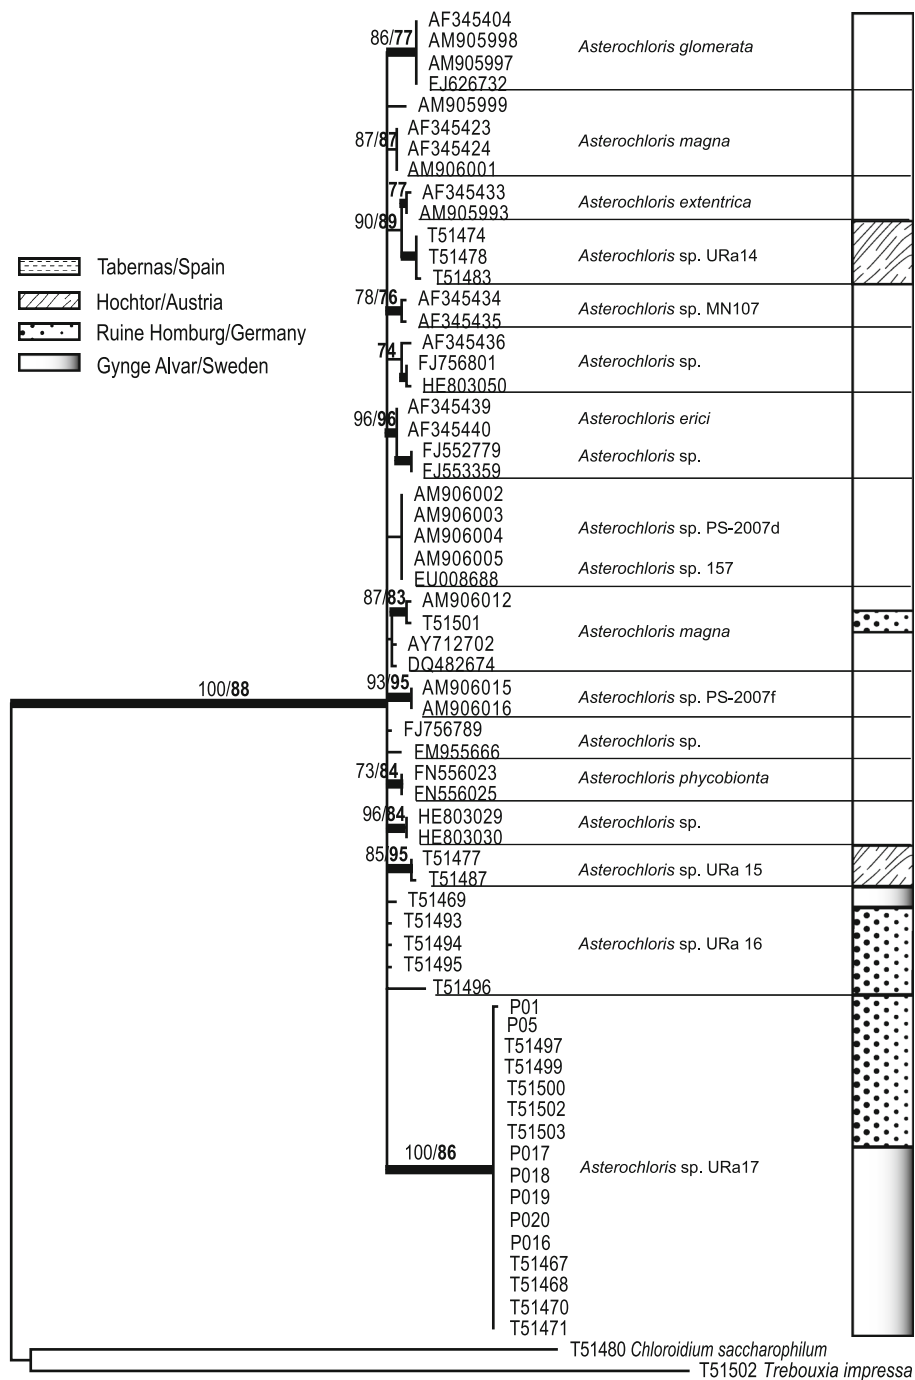 86/77
AF345404
AM905998
AM905997
FJ626732
Asterochloris glomerata
AM905999
87/87
AF345423
AF345424
AM906001
Asterochloris magna
77
AF345433
AM905993
Asterochloris extentrica
90/89
T51474
T51478
T51483
Asterochloris sp. URa14
78/76
AF345434
AF345435
Asterochloris sp. MN107
74
AF345436
FJ756801
HE803050
Asterochloris sp.
96/96
AF345439
AF345440
Asterochloris erici
FJ552779
FJ553359
Asterochloris sp.
AM906002
AM906003
AM906004
AM906005
EU008688
Asterochloris sp. PS-2007d
Asterochloris sp. 157
87/83
AM906012
T51501
AY712702
DQ482674
Asterochloris magna
100/88
93/95
AM906015
AM906016
Asterochloris sp. PS-2007f
FJ756789
FM955666
Asterochloris sp.
73/84
FN556023
FN556025
Asterochloris phycobionta
96/84
HE803029
HE803030
Asterochloris sp.
85/95
T51477
T51487
Asterochloris sp. URa 15
T51469
T51493
T51494
T51495
T51496
Asterochloris sp. URa 16
P01
P05
T51497
T51499
T51500
T51502
T51503
P017
P018
P019
P020
P016
T51467
T51468
T51470
T51471
100/86
Asterochloris sp. URa17
T51480 Chloroidium saccharophilum
T51502 Trebouxia impressa
Tabernas/Spain
Hochtor/Austria
Ruine Homburg/Germany
Gynge Alvar/Sweden